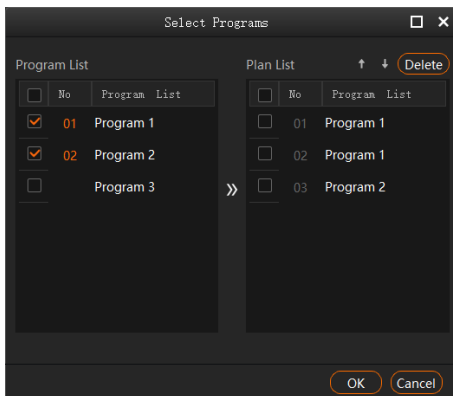 Select Programs
Program List
Plan List
Delete
No Program List
01 Program 1
02 Program 2
Program 3
»
No Program List
01 Program 1
02 Program 1
03 Program 2
OK
Cancel